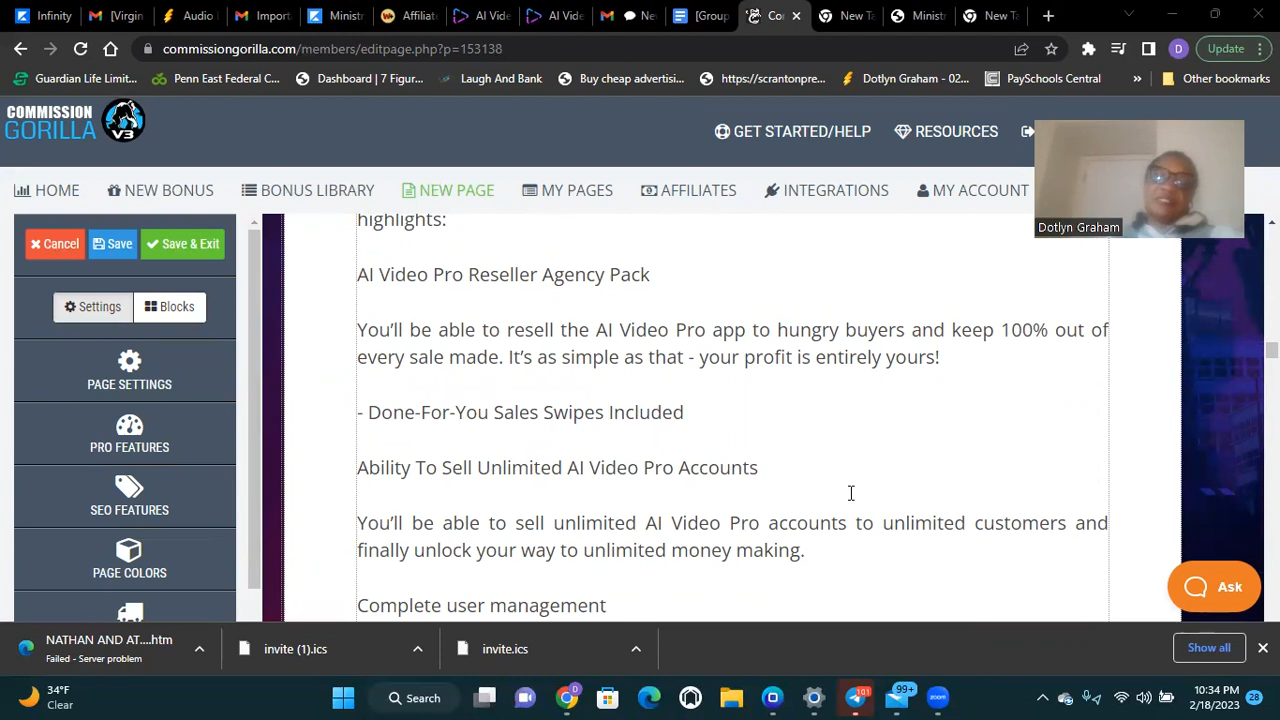 Infinity
[Virgin
Audio
Import
Ministr
Affiliate
AI Vide
AI Vide
Ne
[Group
Cor
New Ta
Ministr
New Ta
commissiongorilla.com/members/editpage.php?p=153138
D
Update
Guardian Life Limit...
Penn East Federal C...
Dashboard | 7 Figur...
Laugh And Bank
Buy cheap advertisi...
https://scrantonpre...
Dotlyn Graham - 02...
PaySchools Central
»
Other bookmarks
COMMISSION
GORILLA
V3
GET STARTED/HELP
RESOURCES
HOME
NEW BONUS
BONUS LIBRARY
NEW PAGE
MY PAGES
AFFILIATES
INTEGRATIONS
MY ACCOUNT
Dotlyn Graham
Cancel
Save
Save & Exit
Settings
Blocks
PAGE SETTINGS
PRO FEATURES
SEO FEATURES
PAGE COLORS
highlights:
AI Video Pro Reseller Agency Pack
You'll be able to resell the AI Video Pro app to hungry buyers and keep 100% out of
every sale made. It's as simple as that - your profit is entirely yours!
- Done-For-You Sales Swipes Included
Ability To Sell Unlimited AI Video Pro Accounts
You'll be able to sell unlimited AI Video Pro accounts to unlimited customers and
finally unlock your way to unlimited money making.
Complete user management
Ask
NATHAN AND AT....htm
Failed - Server problem
invite (1).ics
invite.ics
Show all
34°F
Clear
Search
101
99+
zoom
10:34 PM
2/18/2023
28